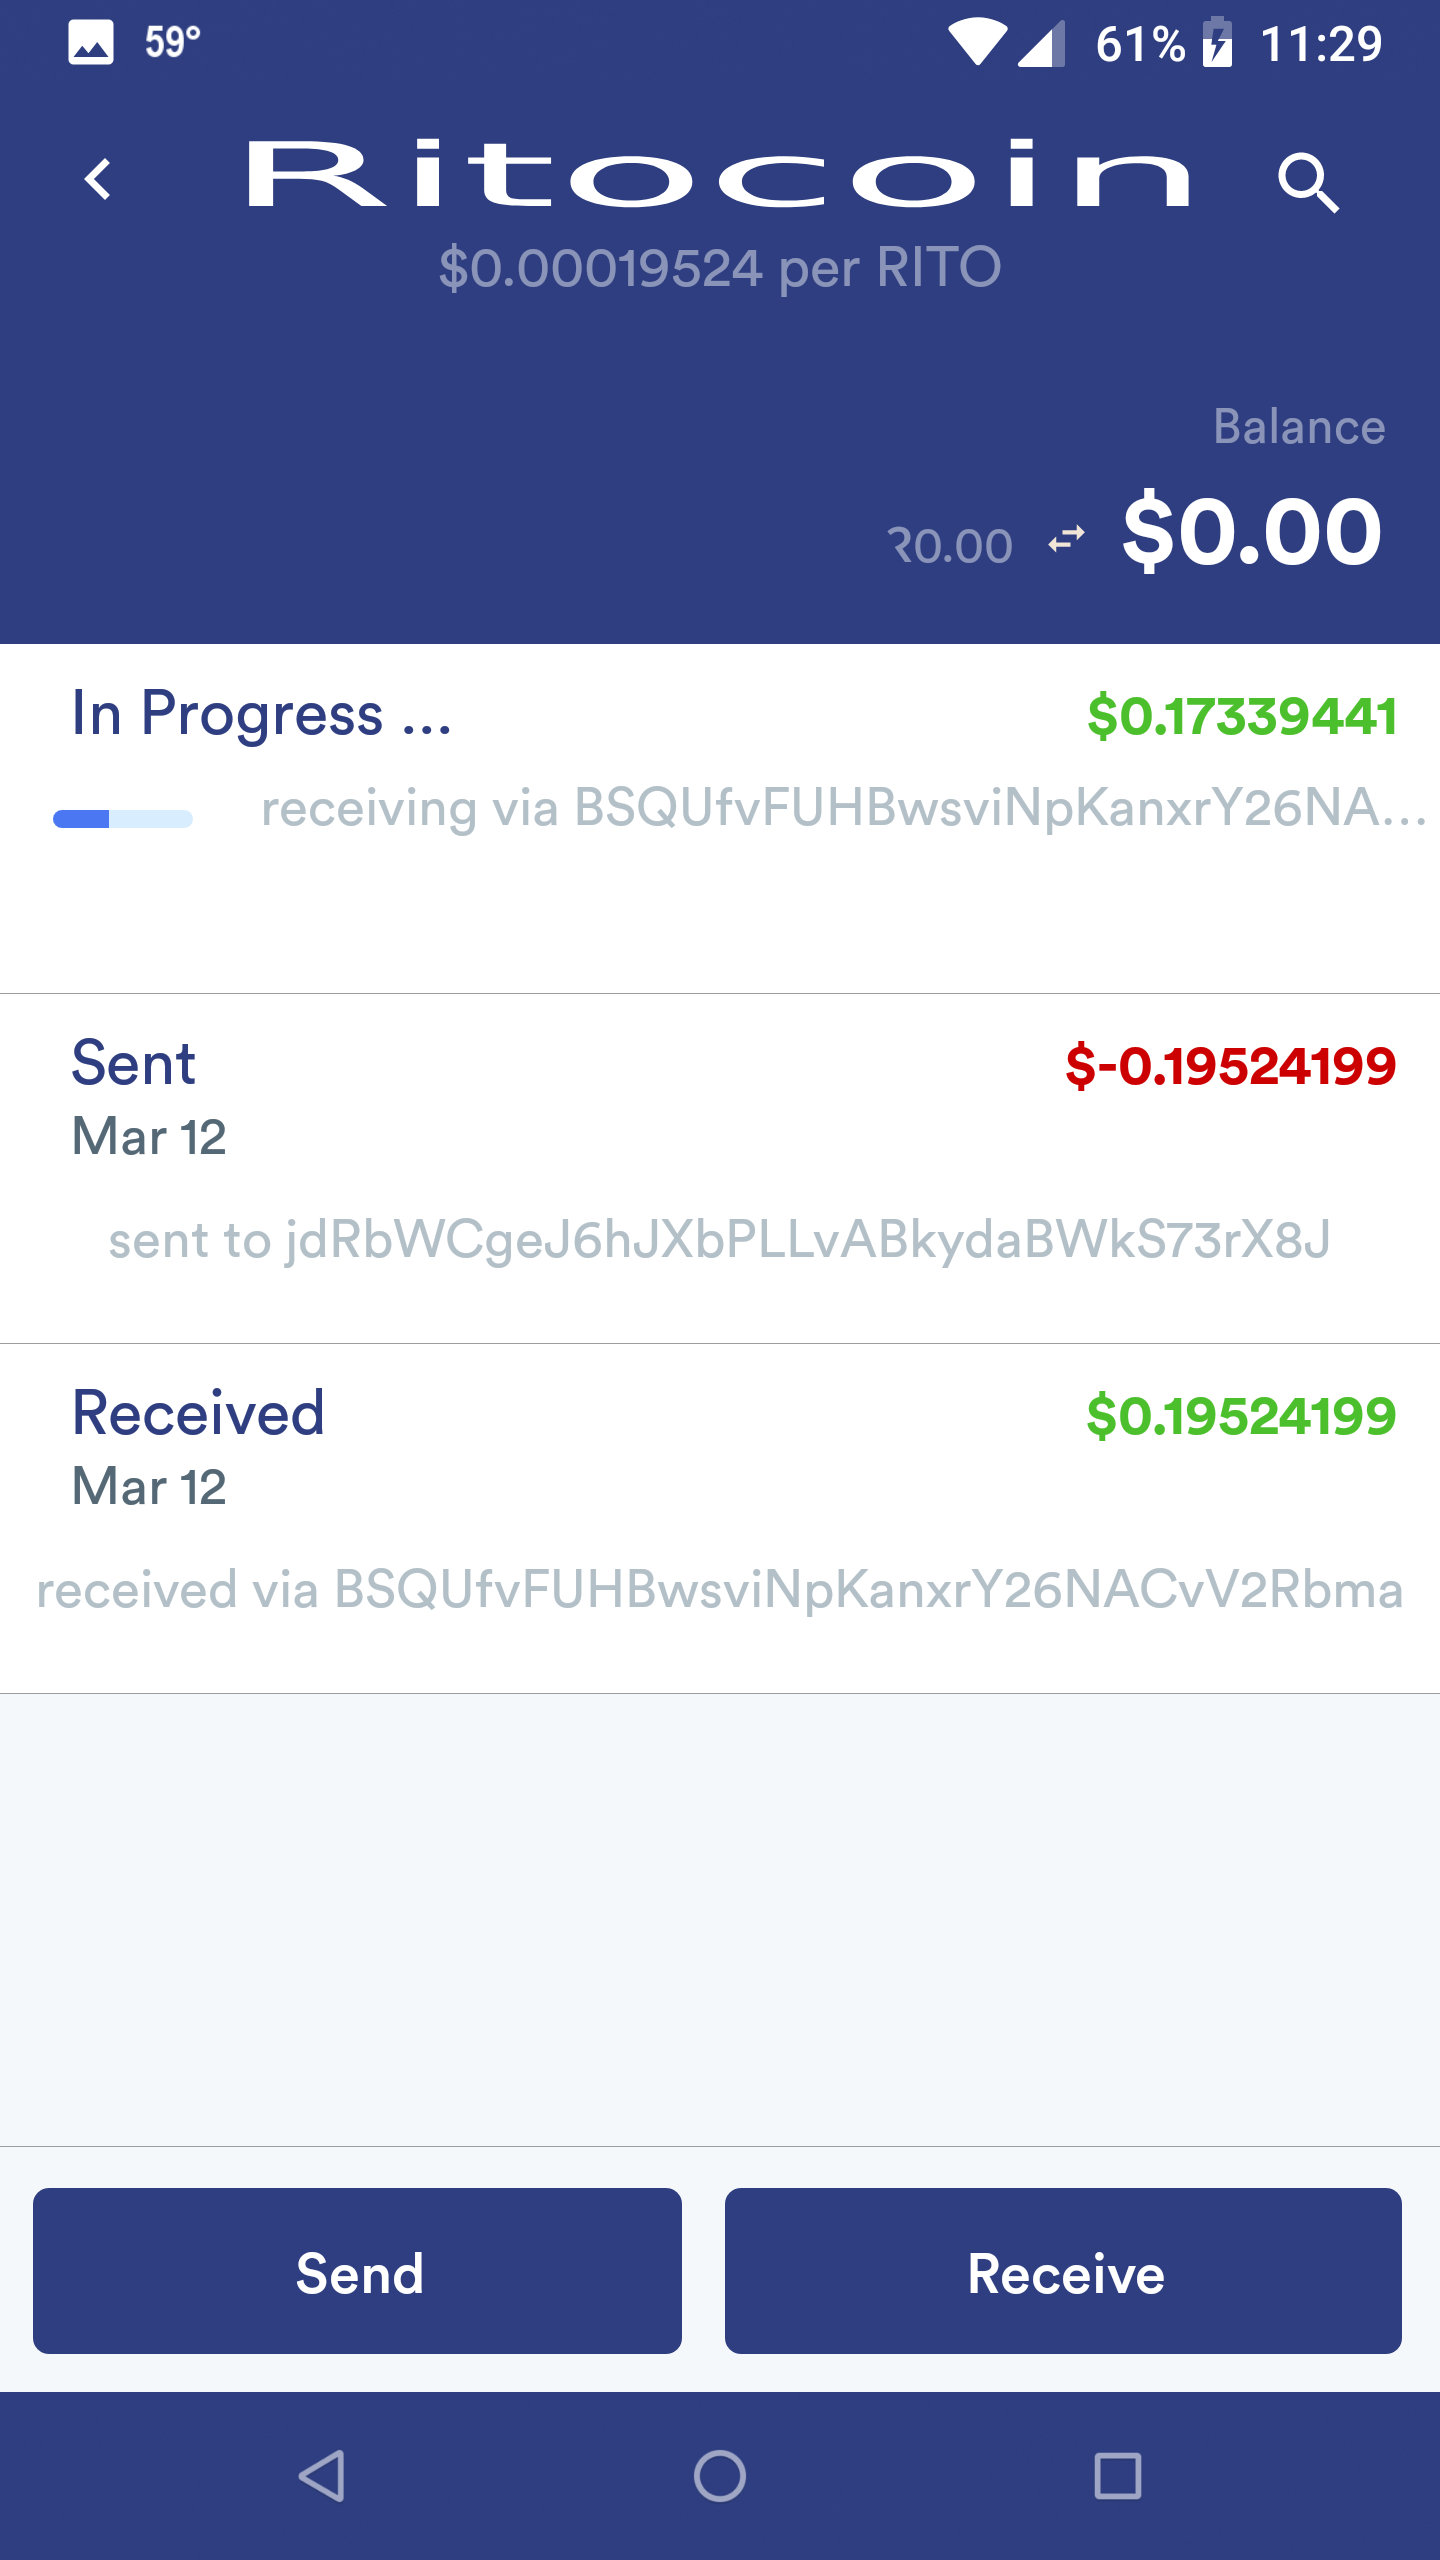 59° 61% 11:29
Ritocoin
$0.00019524 per RITO
Balance
R0.00 $0.00
In Progress ... $0.17339441
receiving via BSQUfvFUHBwsviNpKanxrY26NA...
Sent $-0.19524199
Mar 12
sent to jdRbWCgeJ6hJXbPLLvABkydaBWkS73rX8J
Received $0.19524199
Mar 12
received via BSQUfvFUHBwsviNpKanxrY26NACvV2Rbma
Send Receive